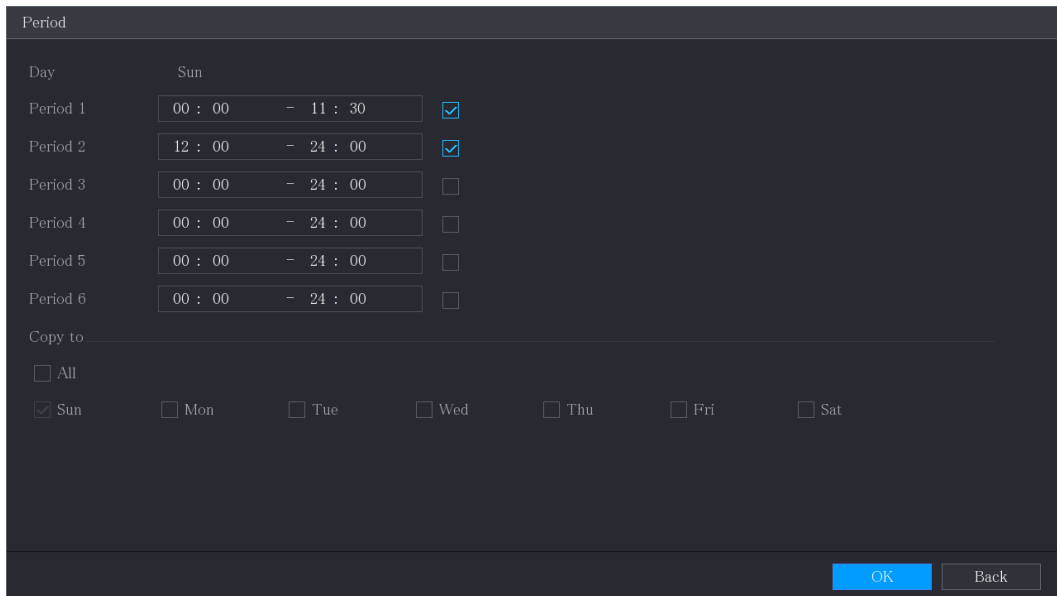 Period
Day Sun
Period 1 00 : 00 - 11 : 30
Period 2 12 : 00 - 24 : 00
Period 3 00 : 00 - 24 : 00
Period 4 00 : 00 - 24 : 00
Period 5 00 : 00 - 24 : 00
Period 6 00 : 00 - 24 : 00
Copy to
All
Sun Mon Tue Wed Thu Fri Sat
OK Back